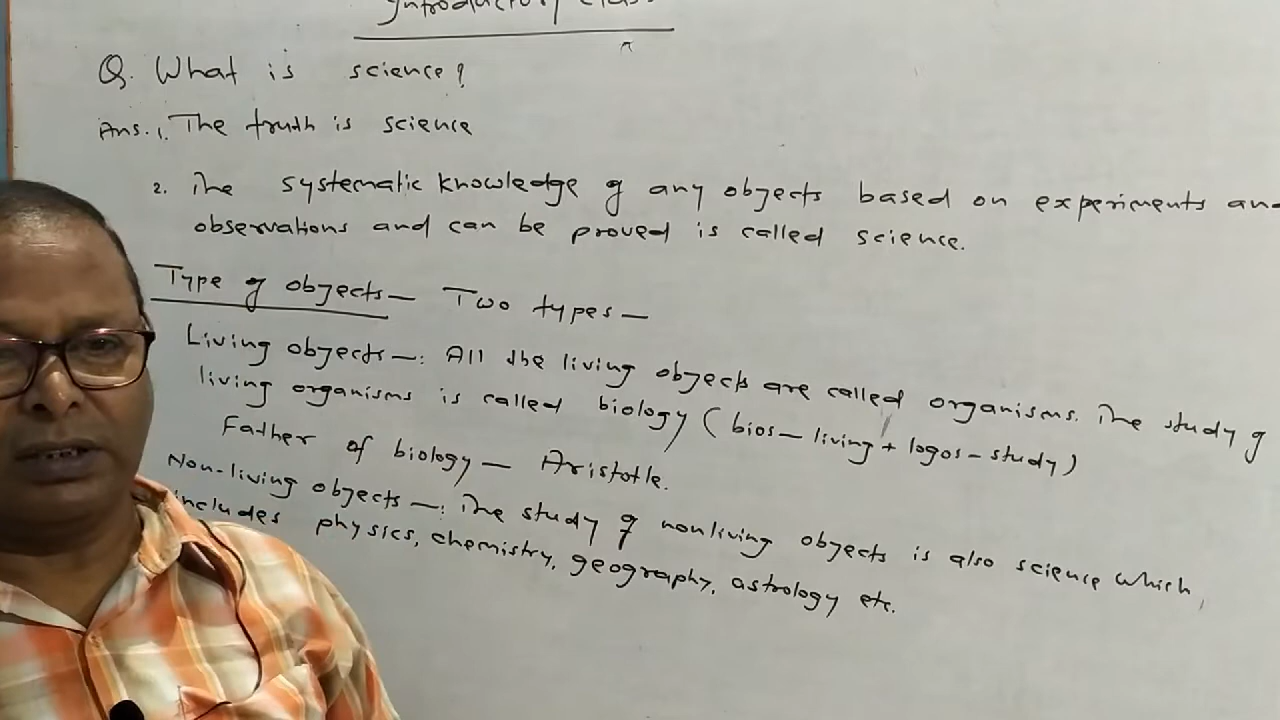 Introductory class
Q. What is science?
Ans. 1. The truth is science
2. The systematic knowledge of any objects based on experiments and
observations and can be proved is called science.
Type of objects— Two types—
Living objects—: All the living objects are called organisms. The study of
living organisms is called biology (bios— living + logos— study)
Father of biology— Aristotle.
Non-living objects—: The study of nonliving objects is also science which,
includes physics, chemistry, geography, astrology etc.